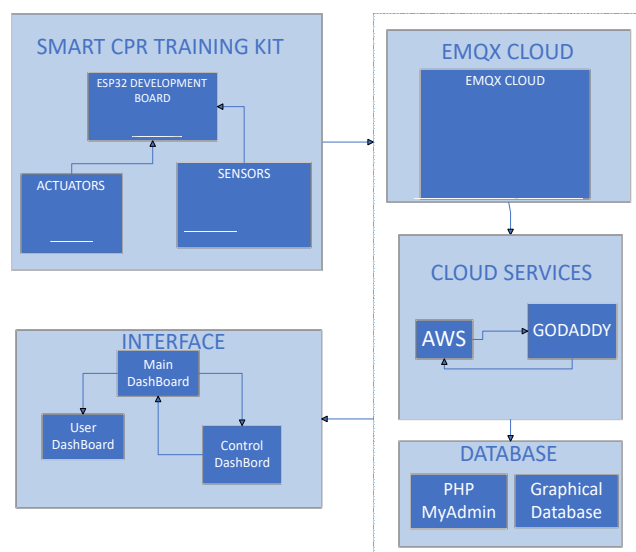 SMART CPR TRAINING KIT
ESP32 DEVELOPMENT
BOARD
ACTUATORS
SENSORS
EMQX CLOUD
EMQX CLOUD
CLOUD SERVICES
AWS
GODADDY
INTERFACE
Main
DashBoard
User
DashBoard
Control
DashBord
DATABASE
PHP
MyAdmin
Graphical
Database